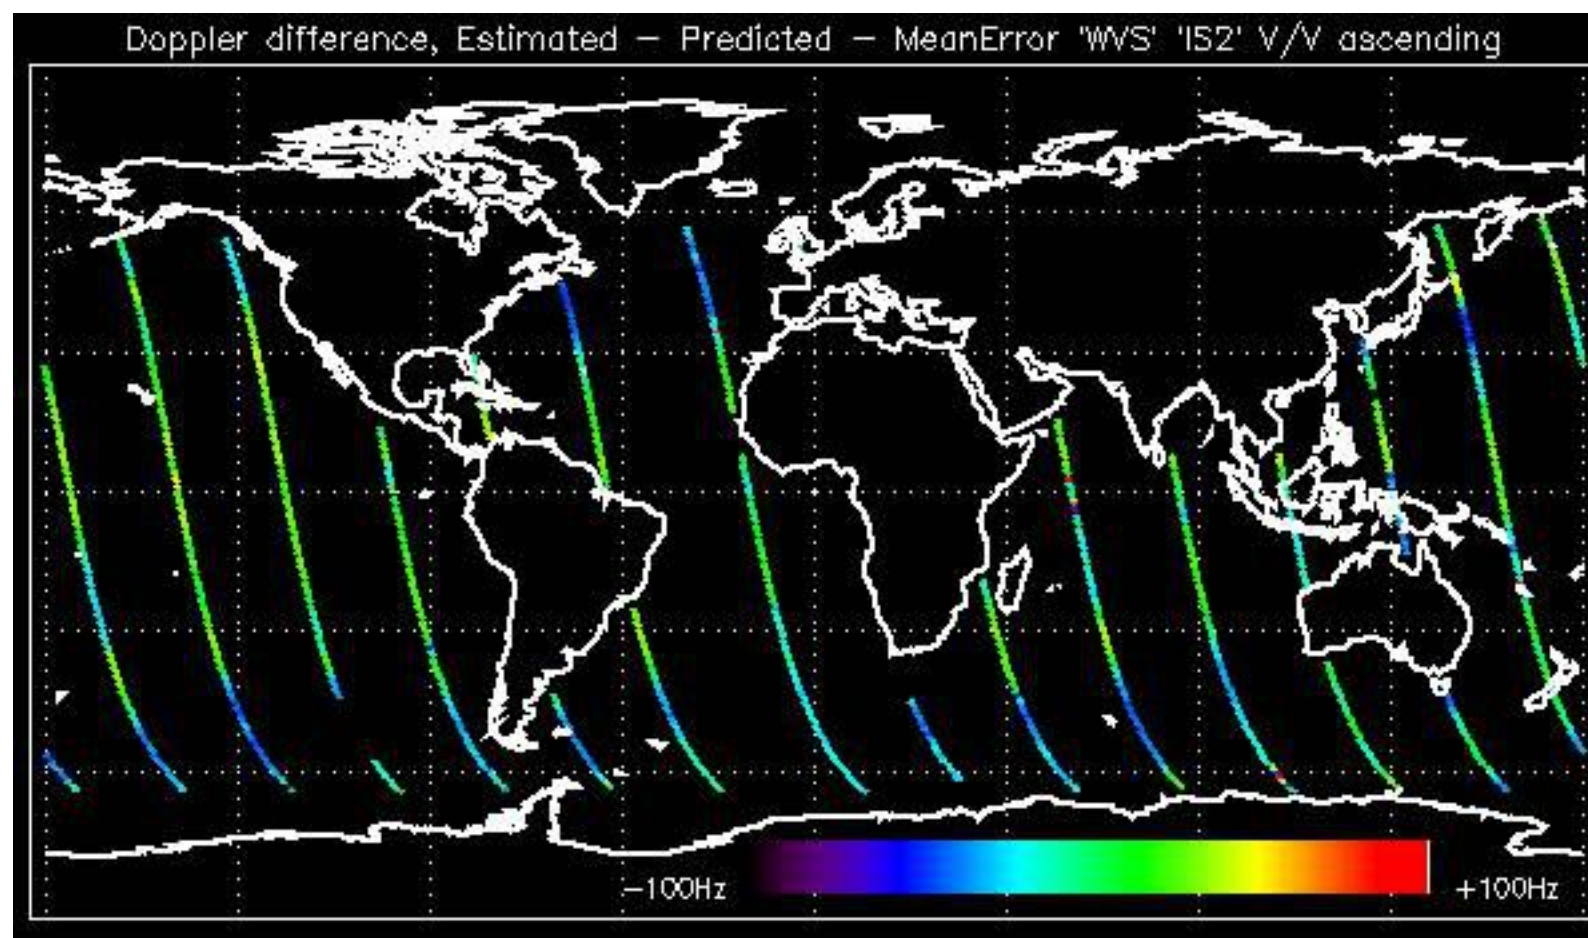 Doppler difference, Estimated – Predicted – MeanError 'WVS' 'IS2' V/V ascending
–100Hz +100Hz